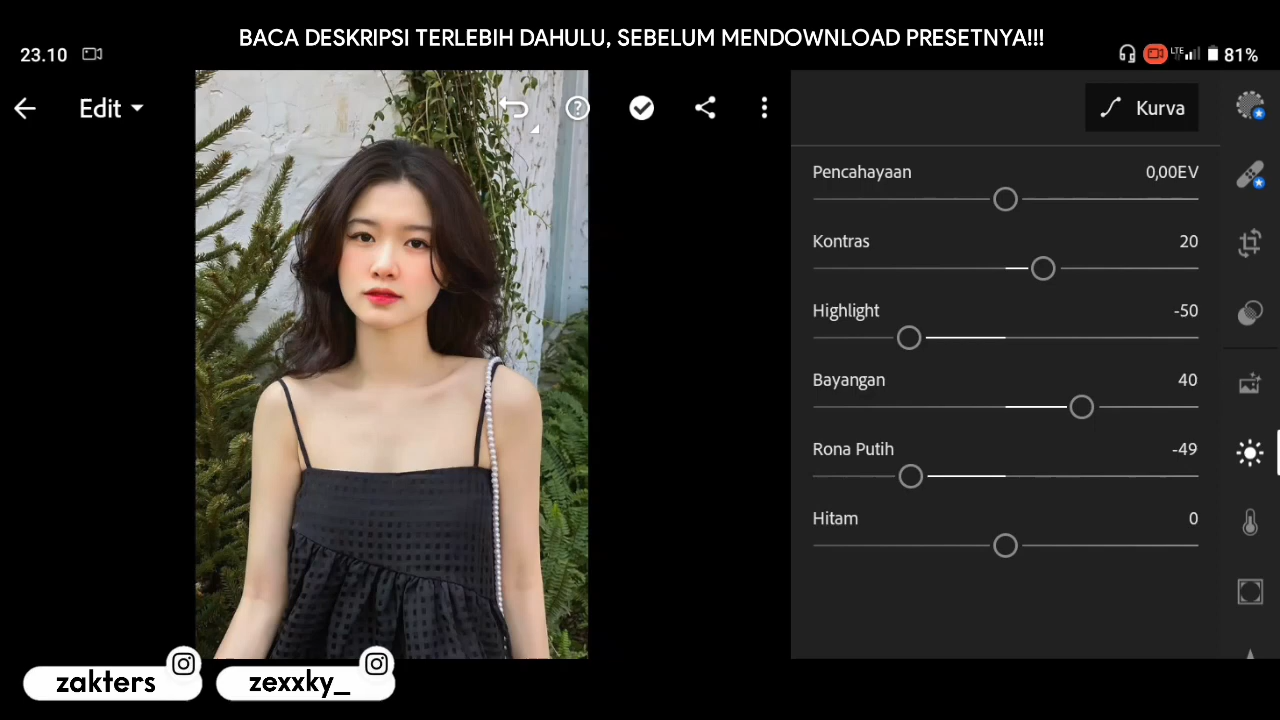 BACA DESKRIPSI TERLEBIH DAHULU, SEBELUM MENDOWNLOAD PRESETNYA!!!
23.10
LTE
81%
Edit
Kurva
Pencahayaan 0,00EV
Kontras 20
Highlight -50
Bayangan 40
Rona Putih -49
Hitam 0
zakters
zexxky_